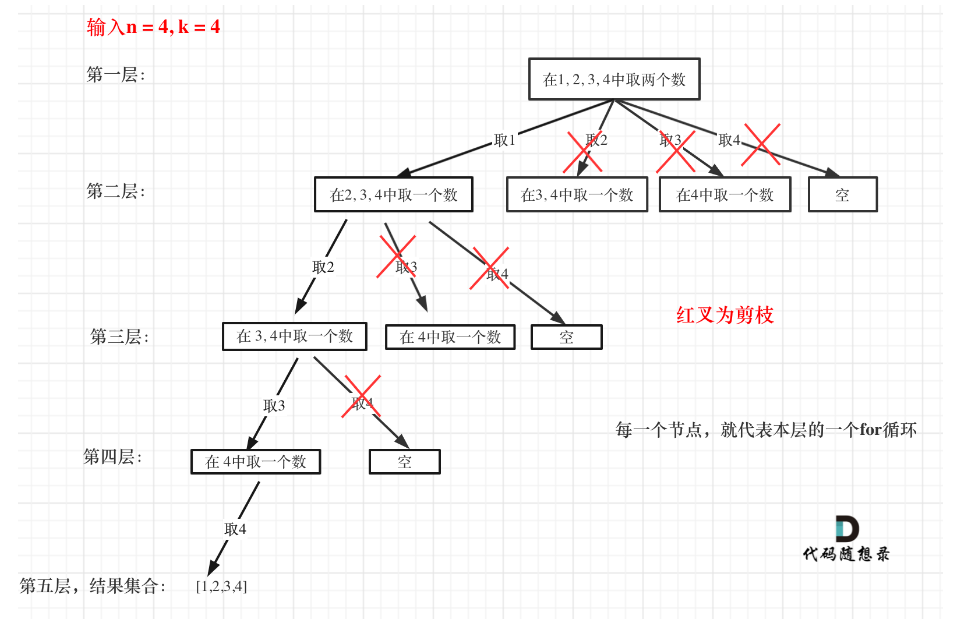 输入n = 4, k = 4
第一层：
在1, 2, 3, 4中取两个数
取1
取2
取3
取4
第二层：
在2, 3, 4中取一个数
在3, 4中取一个数
在4中取一个数
空
取2
取3
取4
红叉为剪枝
第三层：
在 3, 4中取一个数
在 4中取一个数
空
取3
取4
每一个节点，就代表本层的一个for循环
第四层：
在 4中取一个数
空
取4
代码随想录
第五层，结果集合：
[1,2,3,4]